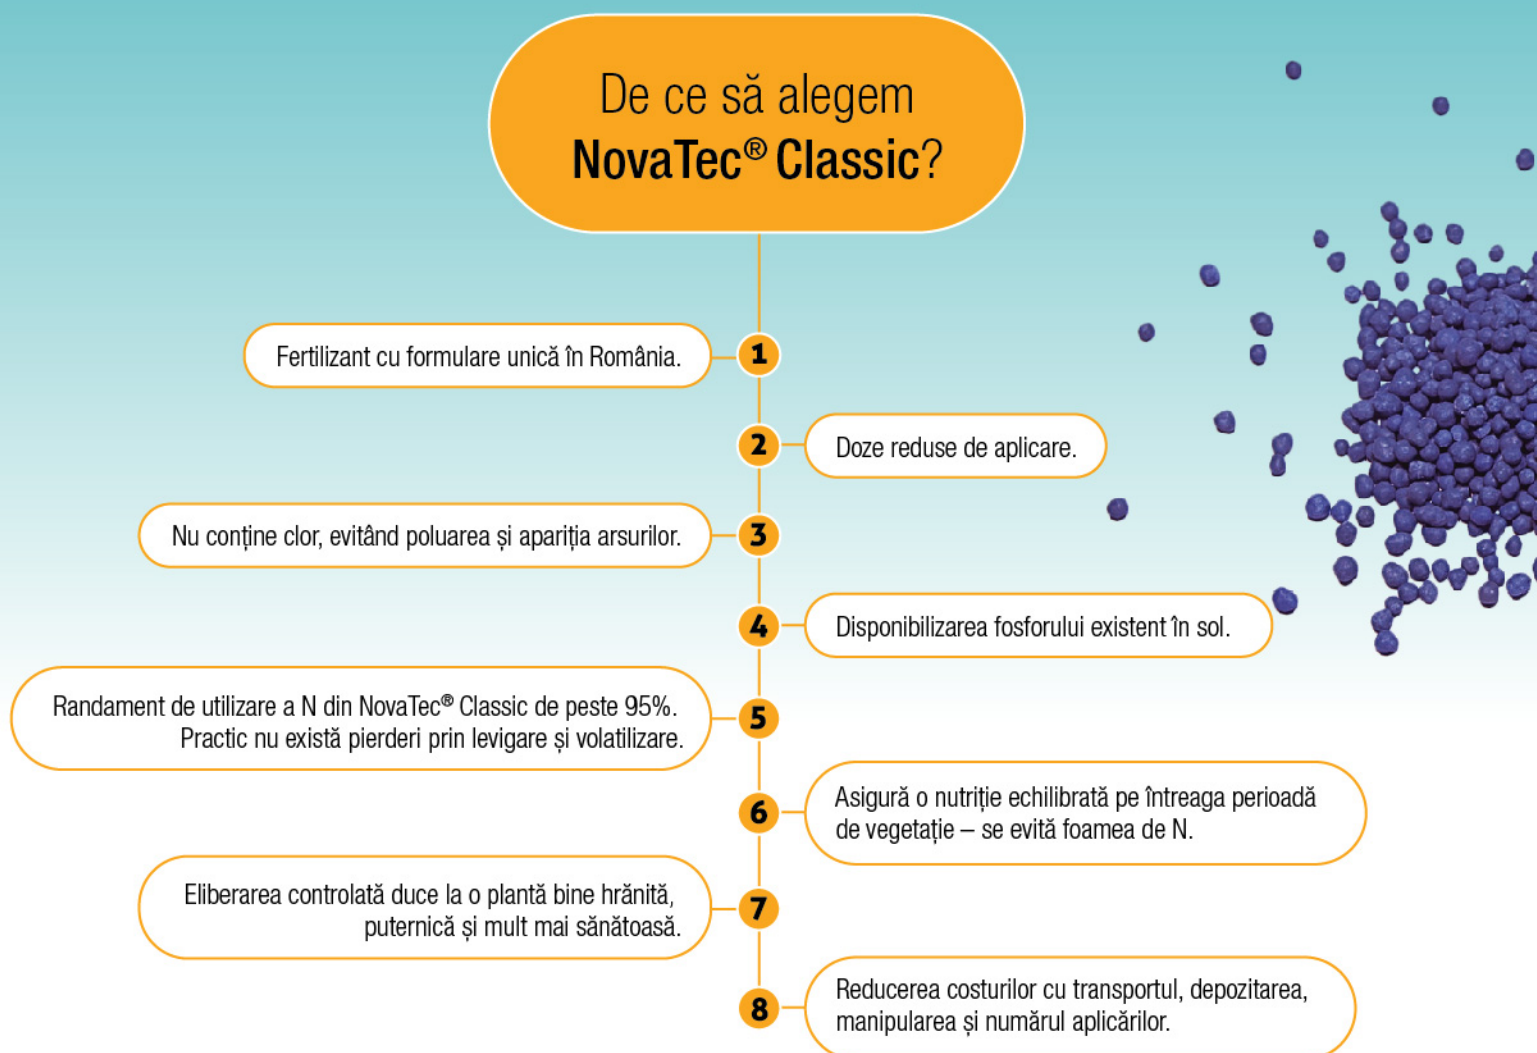 De ce să alegem
NovaTec® Classic?
1
Fertilizant cu formulare unică în România.
2
Doze reduse de aplicare.
3
Nu conține clor, evitând poluarea și apariția arsurilor.
4
Disponibilizarea fosforului existent în sol.
5
Randament de utilizare a N din NovaTec® Classic de peste 95%.
Practic nu există pierderi prin levigare și volatilizare.
6
Asigură o nutriție echilibrată pe întreaga perioadă
de vegetație – se evită foamea de N.
7
Eliberarea controlată duce la o plantă bine hrănită,
puternică și mult mai sănătoasă.
8
Reducerea costurilor cu transportul, depozitarea,
manipularea și numărul aplicărilor.